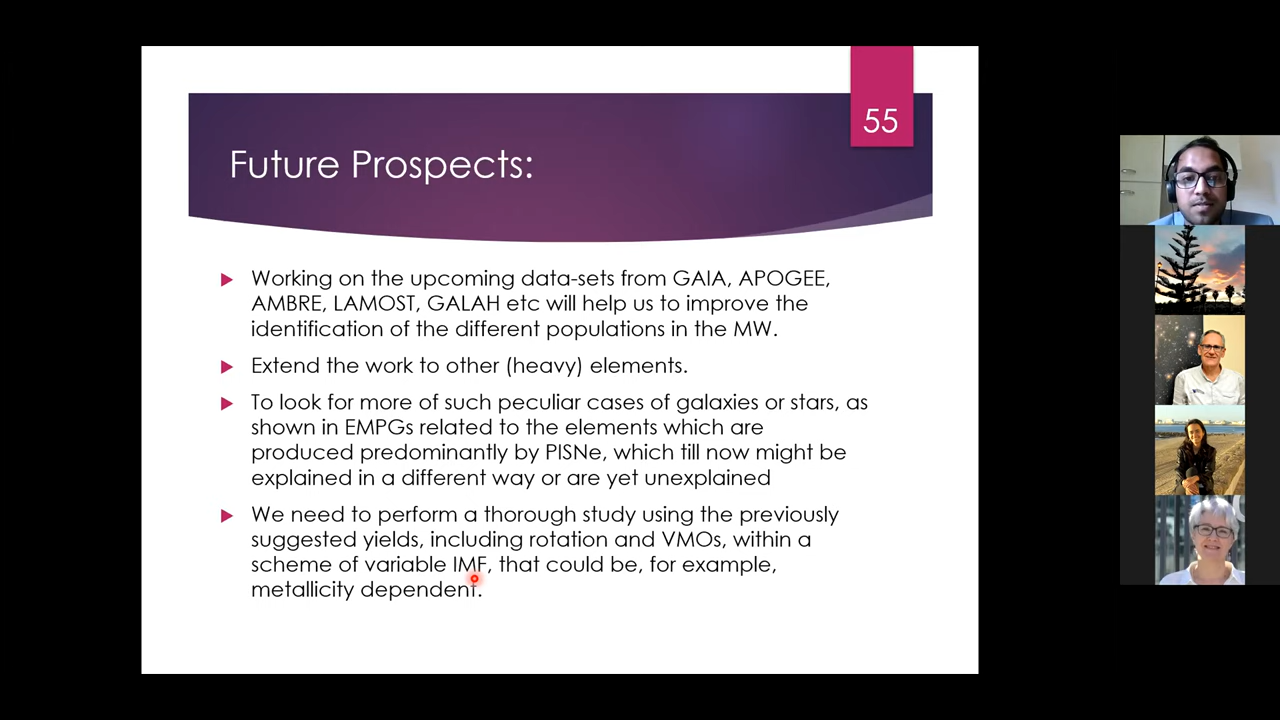 55
Future Prospects:
Working on the upcoming data-sets from GAIA, APOGEE,
AMBRE, LAMOST, GALAH etc will help us to improve the
identification of the different populations in the MW.
Extend the work to other (heavy) elements.
To look for more of such peculiar cases of galaxies or stars, as
shown in EMPGs related to the elements which are
produced predominantly by PISNe, which till now might be
explained in a different way or are yet unexplained
We need to perform a thorough study using the previously
suggested yields, including rotation and VMOs, within a
scheme of variable IMF, that could be, for example,
metallicity dependent.